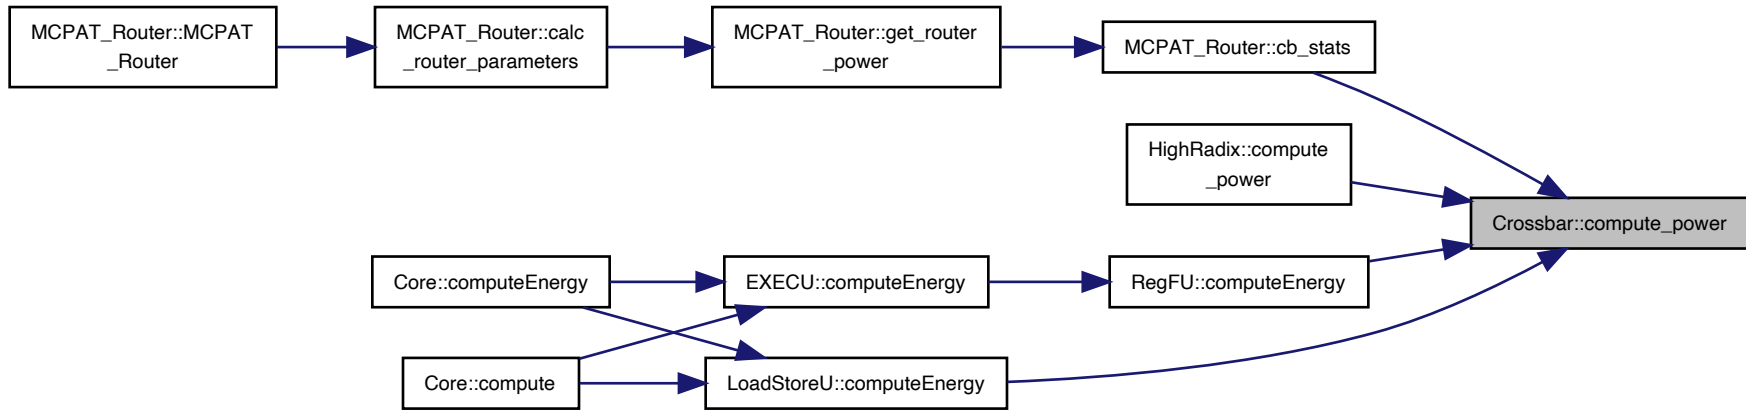 MCPAT_Router::MCPAT
_Router
MCPAT_Router::calc
_router_parameters
MCPAT_Router::get_router
_power
MCPAT_Router::cb_stats
HighRadix::compute
_power
Crossbar::compute_power
Core::computeEnergy
EXECU::computeEnergy
RegFU::computeEnergy
Core::compute
LoadStoreU::computeEnergy